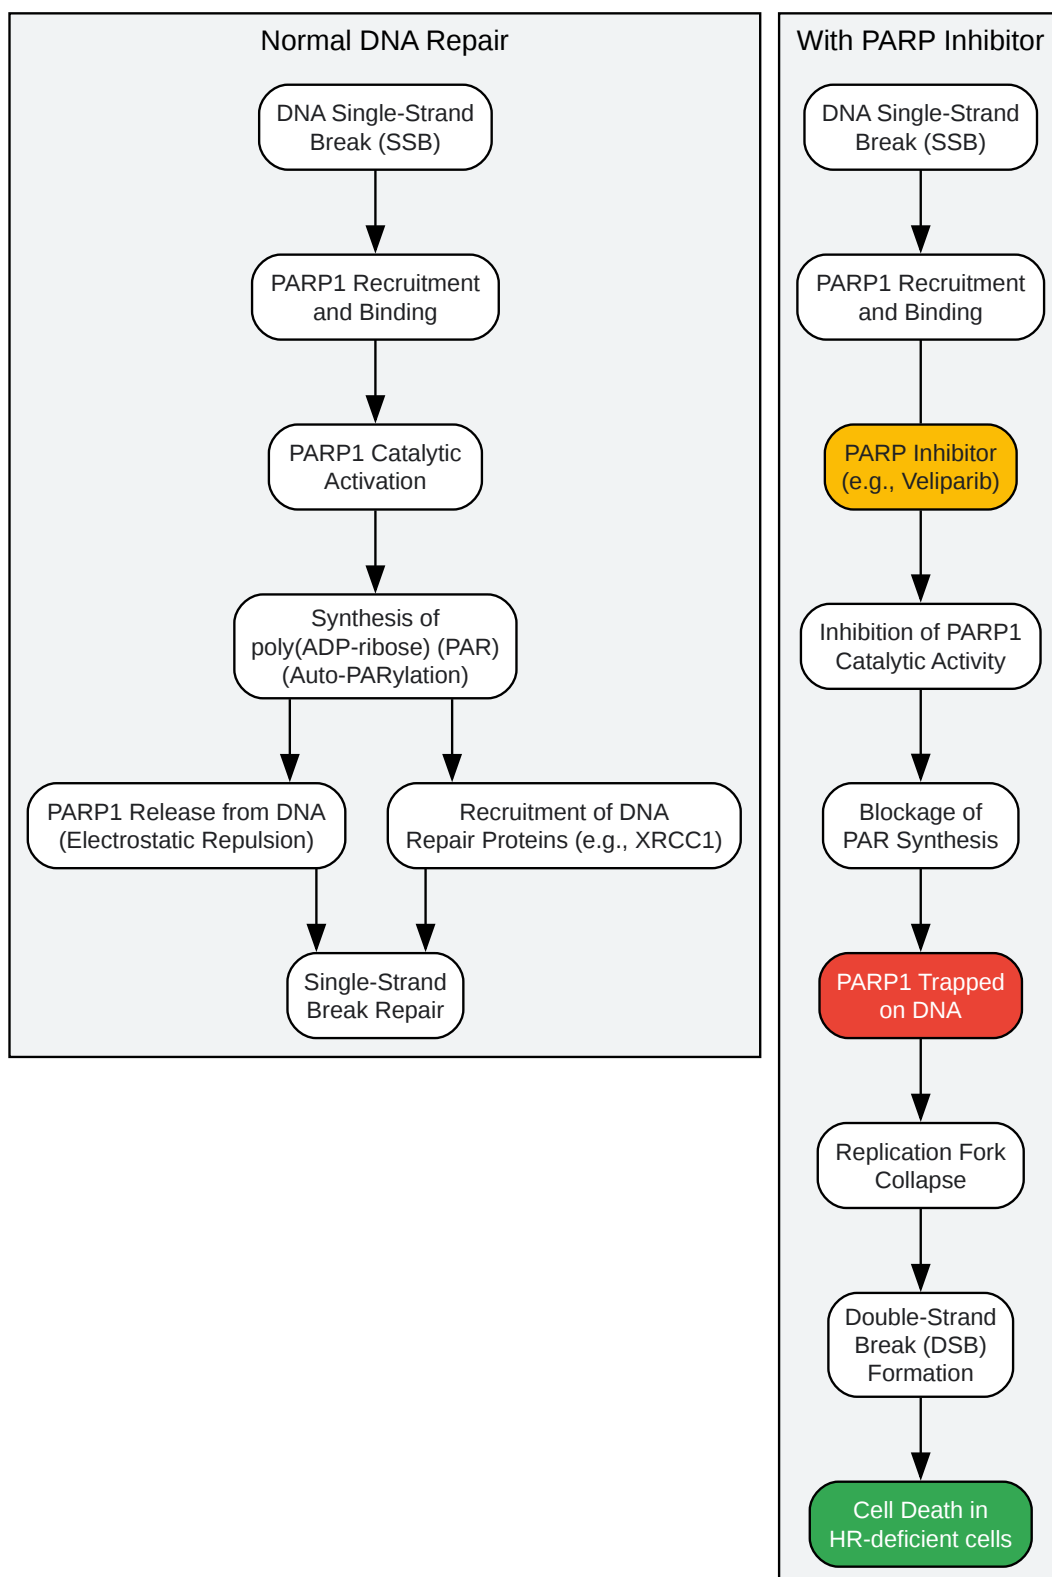 Normal DNA Repair
DNA Single-Strand
Break (SSB)
PARP1 Recruitment
and Binding
PARP1 Catalytic
Activation
Synthesis of
poly(ADP-ribose) (PAR)
(Auto-PARylation)
PARP1 Release from DNA
(Electrostatic Repulsion)
Recruitment of DNA
Repair Proteins (e.g., XRCC1)
Single-Strand
Break Repair
With PARP Inhibitor
DNA Single-Strand
Break (SSB)
PARP1 Recruitment
and Binding
PARP Inhibitor
(e.g., Veliparib)
Inhibition of PARP1
Catalytic Activity
Blockage of
PAR Synthesis
PARP1 Trapped
on DNA
Replication Fork
Collapse
Double-Strand
Break (DSB)
Formation
Cell Death in
HR-deficient cells